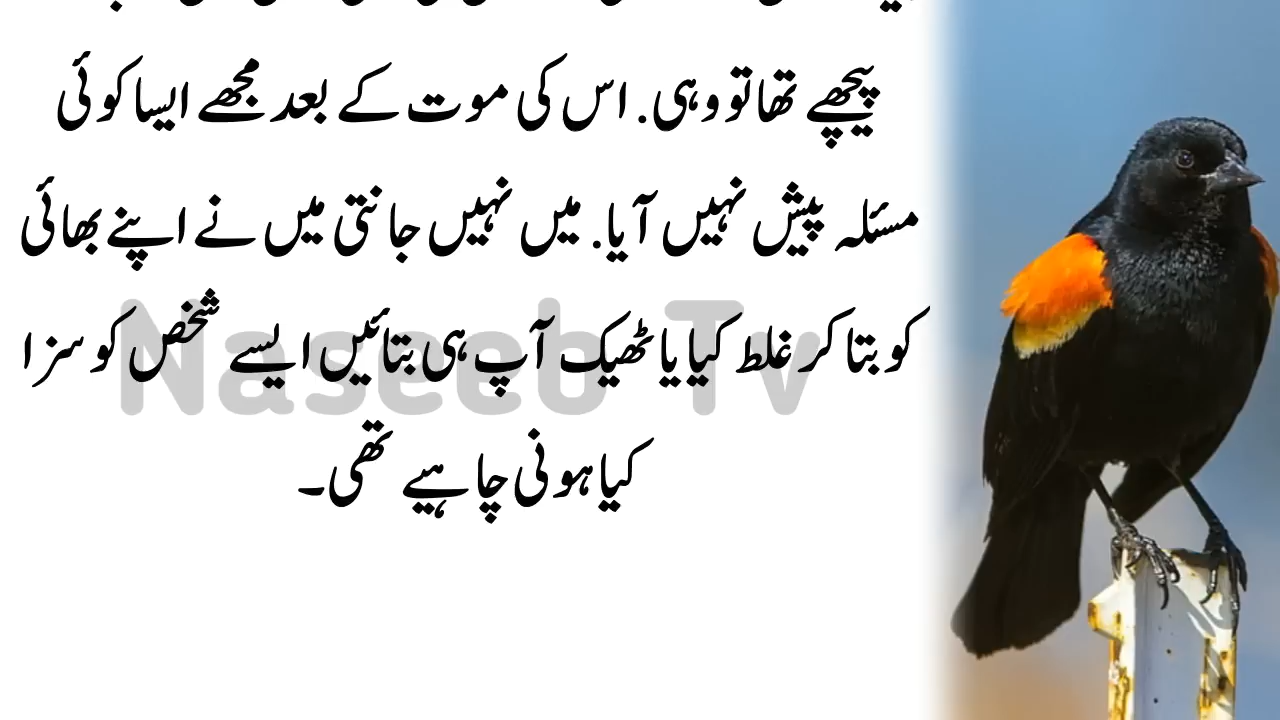 پیچھے تھا تو وہی. اس کی موت کے بعد مجھے ایسا کوئی
مسئلہ پیش نہیں آیا. میں نہیں جانتی میں نے اپنے بھائی
کو بتا کر غلط کیا یا ٹھیک آپ ہی بتائیں ایسے شخص کو سزا
Naseeb Tv
کیا ہونی چاہیے تھی۔